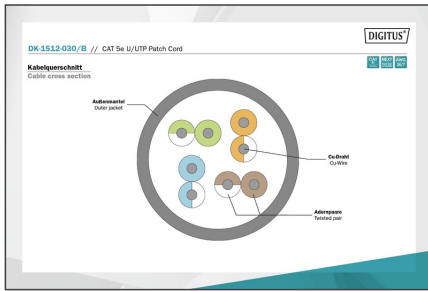 DIGITUS®
DK-1512-030/B // CAT 5e U/UTP Patch Cord
Kabelquerschnitt
Cable cross section
Außenmantel
Outer jacket
Cu-Draht
Cu-Wire
Adernpaare
Twisted pair